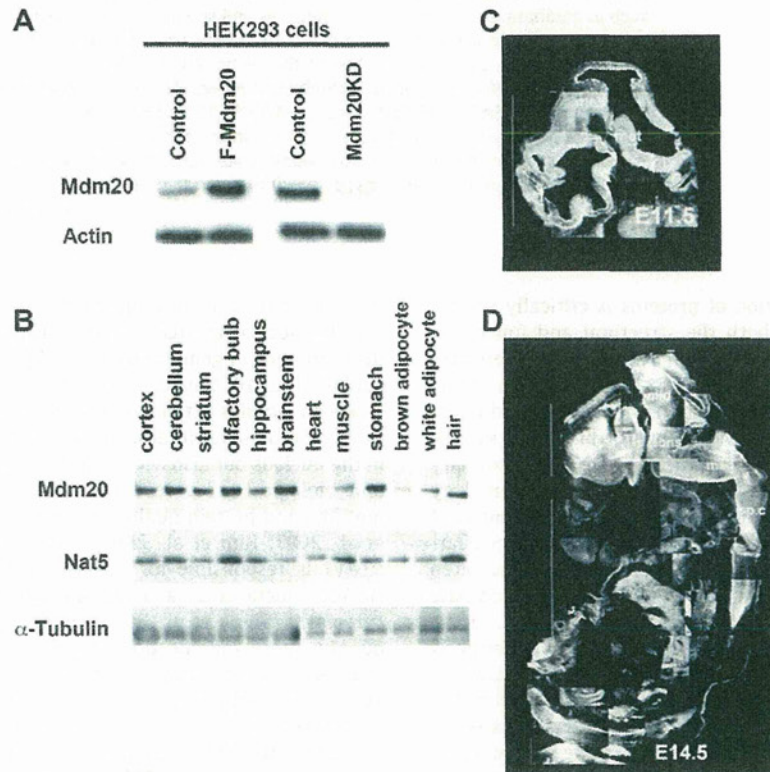 A
HEK293 cells
Control
F-Mdm20
Control
Mdm20KD
Mdm20
Actin
B
cortex
cerebellum
striatum
olfactory bulb
hippocampus
brainstem
heart
muscle
stomach
brown adipocyte
white adipocyte
hair
Mdm20
Nat5
α-Tubulin
C
E11.5
D
mid
E14.5